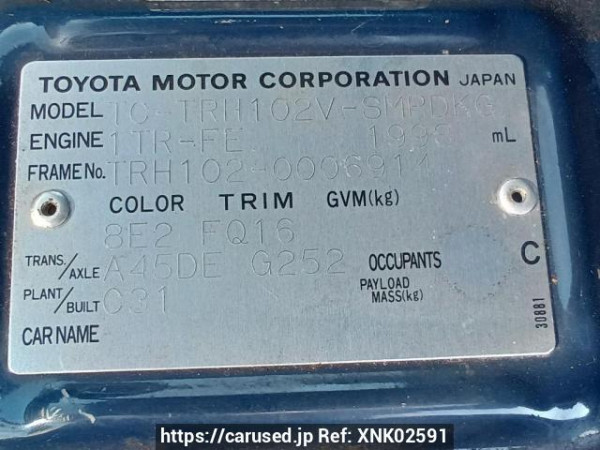 TOYOTA MOTOR CORPORATION JAPAN
MODEL TC-TRH102V-SMPDKG
ENGINE 1TR-FE 1998 mL
FRAME No. TRH102-0006914
COLOR TRIM GVM(kg)
8E2 FQ16
TRANS./AXLE A45DE G252 OCCUPANTS C
PLANT/BUILT C31 PAYLOAD MASS(kg)
CAR NAME
30881
https://carused.jp Ref: XNK02591